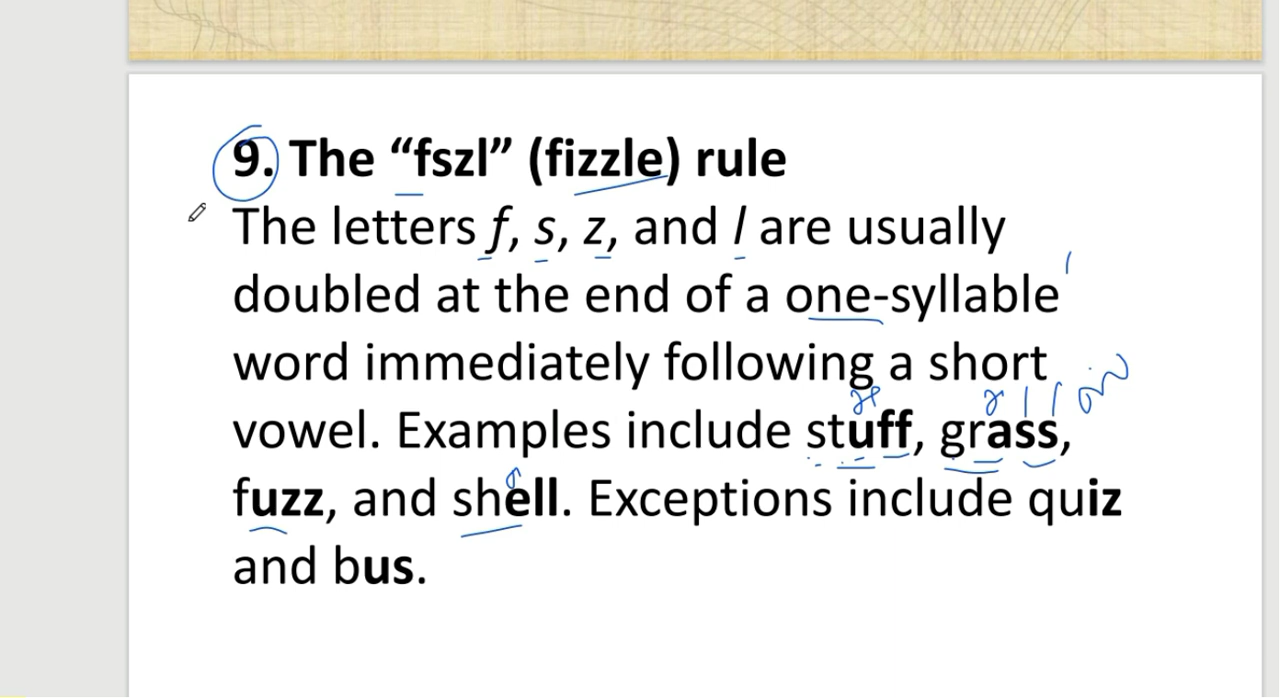 9. The “fszl” (fizzle) rule
The letters f, s, z, and l are usually
doubled at the end of a one-syllable
word immediately following a short
vowel. Examples include stuff, grass,
fuzz, and shell. Exceptions include quiz
and bus.